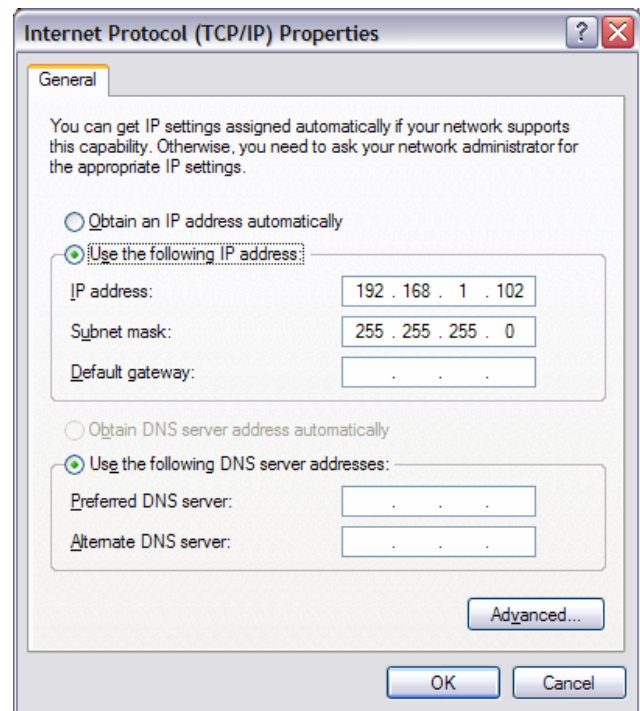 Internet Protocol (TCP/IP) Properties
General
You can get IP settings assigned automatically if your network supports
this capability. Otherwise, you need to ask your network administrator for
the appropriate IP settings.
Obtain an IP address automatically
Use the following IP address:
IP address: 192 . 168 . 1 . 102
Subnet mask: 255 . 255 . 255 . 0
Default gateway: . . .
Obtain DNS server address automatically
Use the following DNS server addresses:
Preferred DNS server: . . .
Alternate DNS server: . . .
Advanced...
OK Cancel